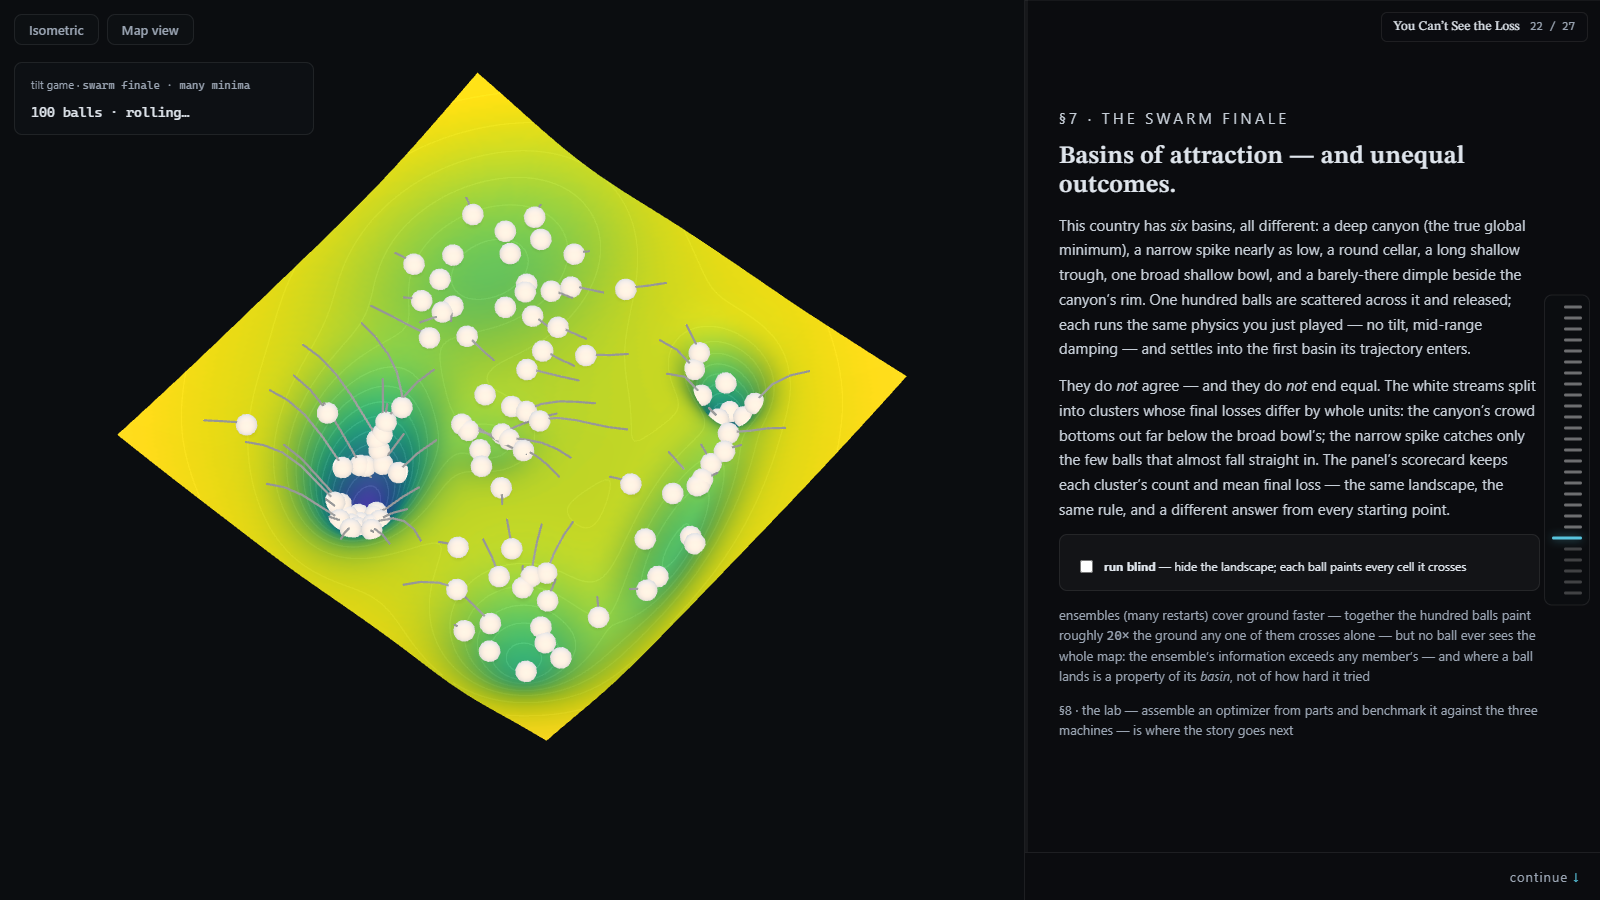 Isometric
Map view
tilt game · swarm finale · many minima
100 balls · rolling…
You Can’t See the Loss 22 / 27
§7 · THE SWARM FINALE
Basins of attraction — and unequal
outcomes.
This country has six basins, all different: a deep canyon (the true global
minimum), a narrow spike nearly as low, a round cellar, a long shallow
trough, one broad shallow bowl, and a barely-there dimple beside the
canyon’s rim. One hundred balls are scattered across it and released;
each runs the same physics you just played — no tilt, mid-range
damping — and settles into the first basin its trajectory enters.
They do not agree — and they do not end equal. The white streams split
into clusters whose final losses differ by whole units: the canyon’s crowd
bottoms out far below the broad bowl’s; the narrow spike catches only
the few balls that almost fall straight in. The panel’s scorecard keeps
each cluster’s count and mean final loss — the same landscape, the
same rule, and a different answer from every starting point.
run blind — hide the landscape; each ball paints every cell it crosses
ensembles (many restarts) cover ground faster — together the hundred balls paint
roughly 20× the ground any one of them crosses alone — but no ball ever sees the
whole map: the ensemble’s information exceeds any member’s — and where a ball
lands is a property of its basin, not of how hard it tried
§8 · the lab — assemble an optimizer from parts and benchmark it against the three
machines — is where the story goes next
continue ↓